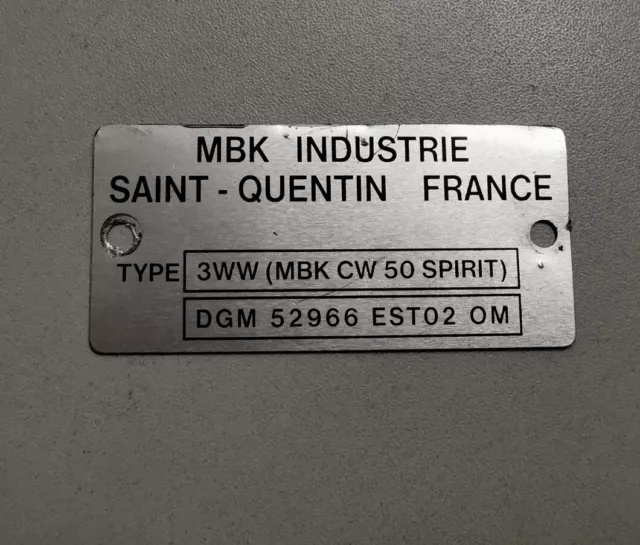 MBK INDUSTRIE
SAINT - QUENTIN FRANCE
TYPE 3WW (MBK CW 50 SPIRIT)
DGM 52966 EST02 OM